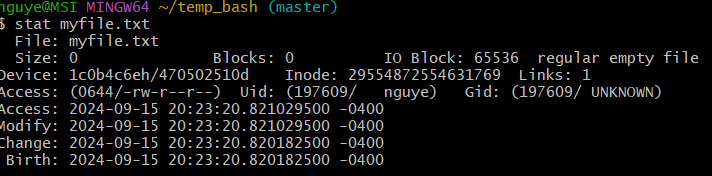 nguye@MSI MINGW64 ~/temp_bash (master)
$ stat myfile.txt
  File: myfile.txt
  Size: 0               Blocks: 0          IO Block: 65536  regular empty file
Device: 1c0b4c6eh/470502510d    Inode: 29554872554631769  Links: 1
Access: (0644/-rw-r--r--)  Uid: (197609/   nguye)   Gid: (197609/ UNKNOWN)
Access: 2024-09-15 20:23:20.821029500 -0400
Modify: 2024-09-15 20:23:20.821029500 -0400
Change: 2024-09-15 20:23:20.820182500 -0400
 Birth: 2024-09-15 20:23:20.820182500 -0400